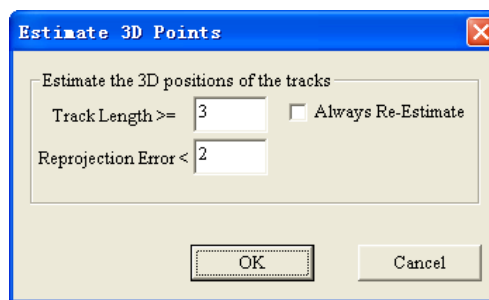 Estimate 3D Points
Estimate the 3D positions of the tracks
Track Length >= 3 Always Re-Estimate
Reprojection Error < 2
OK Cancel